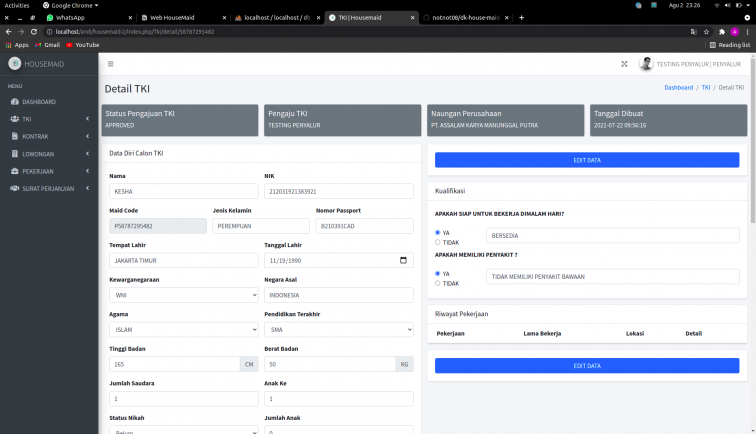 Activities Google Chrome Agu 2 23:26
WhatsApp Web HouseMaid localhost / localhost / d TKI | Housemaid notnot08/dk-house-maid
localhost/andi/housemaid-2/index.php/Tki/detail/58787295482
Apps Gmail YouTube Reading list
HOUSEMAID TESTING PENYALUR | PENYALUR
MENU
DASHBOARD
TKI
KONTRAK
LOWONGAN
PEKERJAAN
SURAT PERJANJIAN
Detail TKI Dashboard / TKI / Detail TKI
Status Pengajuan TKI
APPROVED
Pengaju TKI
TESTING PENYALUR
Naungan Perusahaan
PT. ASSALAM KARYA MANUNGGAL PUTRA
Tanggal Dibuat
2021-07-22 09:56:16
Data Diri Calon TKI
Nama NIK
KESHA 212031921383921
Maid Code Jenis Kelamin Nomor Passport
P58787295482 PEREMPUAN B210391CAD
Tempat Lahir Tanggal Lahir
JAKARTA TIMUR 11/19/1990
Kewarganegaraan Negara Asal
WNI INDONESIA
Agama Pendidikan Terakhir
ISLAM SMA
Tinggi Badan Berat Badan
165 CM 50 KG
Jumlah Saudara Anak Ke
1 1
Status Nikah Jumlah Anak
Belum 0
EDIT DATA
Kualifikasi
APAKAH SIAP UNTUK BEKERJA DIMALAM HARI?
YA
TIDAK
BERSEDIA
APAKAH MEMILIKI PENYAKIT ?
YA
TIDAK
TIDAK MEMILIKI PENYAKIT BAWAAN
Riwayat Pekerjaan
Pekerjaan Lama Bekerja Lokasi Detail
EDIT DATA